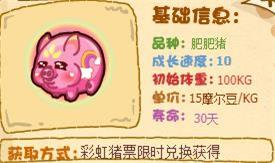 基础信息:
品种: 肥肥猪
成长速度: 10
初始体重: 100KG
单价: 15摩尔豆/KG
寿命: 30天
获取方式: 彩虹猪票限时兑换获得